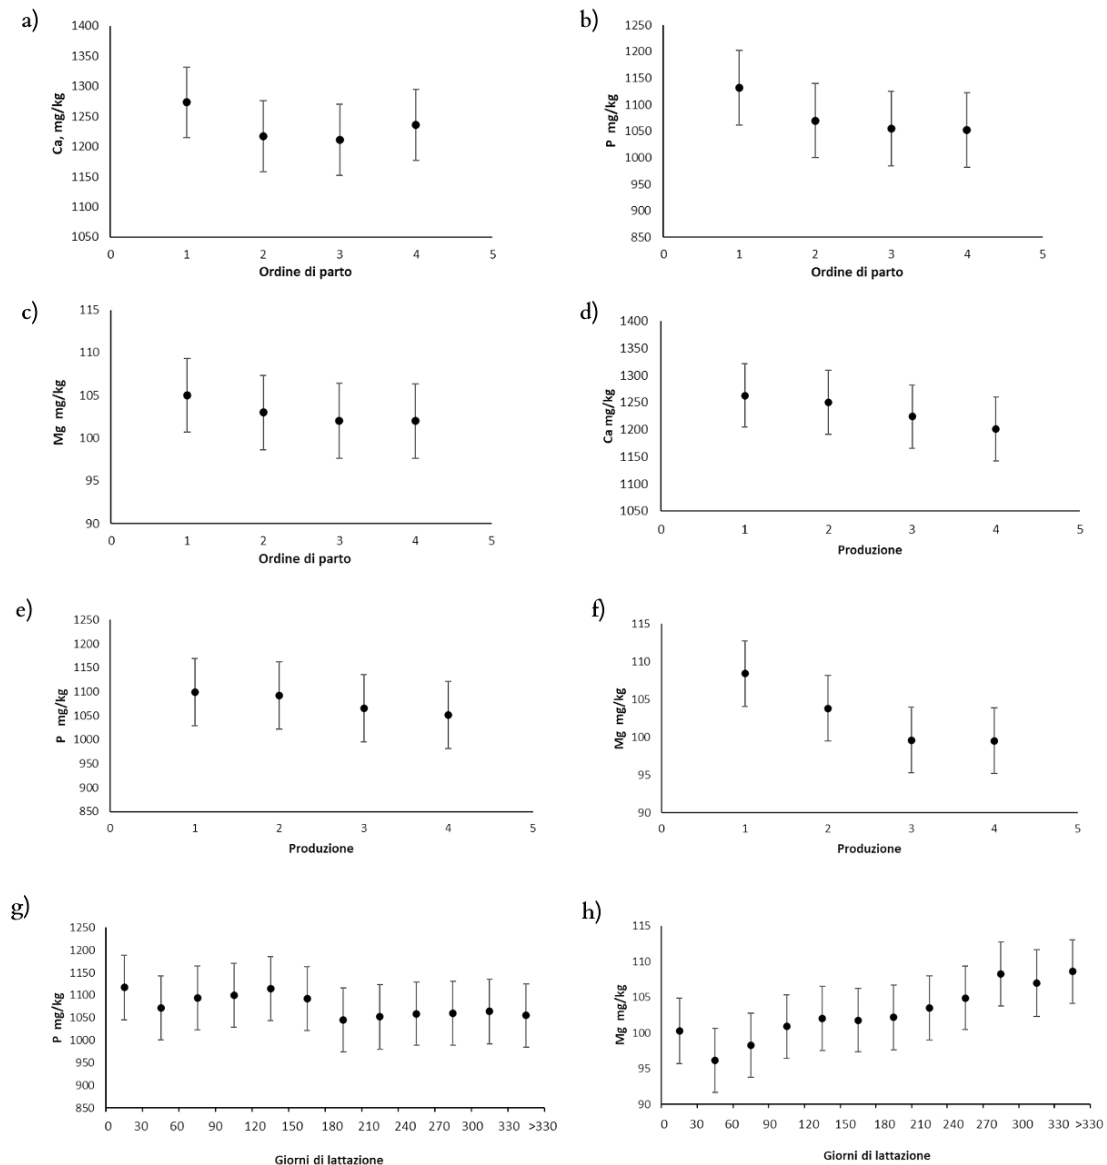 a)
1400
1350
1300
1250
1200
1150
1100
1050
Ca, mg/kg
0 1 2 3 4 5
Ordine di parto
b)
1250
1200
1150
1100
1050
1000
950
900
850
P mg/kg
0 1 2 3 4 5
Ordine di parto
c)
115
110
105
100
95
90
Mg mg/kg
0 1 2 3 4 5
Ordine di parto
d)
1400
1350
1300
1250
1200
1150
1100
1050
Ca mg/kg
0 1 2 3 4 5
Produzione
e)
1250
1200
1150
1100
1050
1000
950
900
850
P mg/kg
0 1 2 3 4 5
Produzione
f)
115
110
105
100
95
90
Mg mg/kg
0 1 2 3 4 5
Produzione
g)
1250
1200
1150
1100
1050
1000
950
900
850
P mg/kg
0 30 60 90 120 150 180 210 240 270 300 330 >330
Giorni di lattazione
h)
115
110
105
100
95
90
Mg mg/kg
0 30 60 90 120 150 180 210 240 270 300 330 >330
Giorni di lattazione